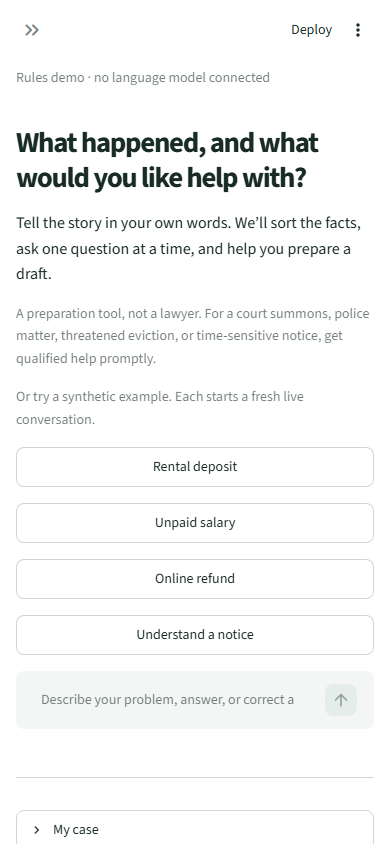 Deploy
Rules demo · no language model connected
What happened, and what
would you like help with?
Tell the story in your own words. We’ll sort the facts,
ask one question at a time, and help you prepare a
draft.
A preparation tool, not a lawyer. For a court summons, police
matter, threatened eviction, or time-sensitive notice, get
qualified help promptly.
Or try a synthetic example. Each starts a fresh live
conversation.
Rental deposit
Unpaid salary
Online refund
Understand a notice
Describe your problem, answer, or correct a
My case